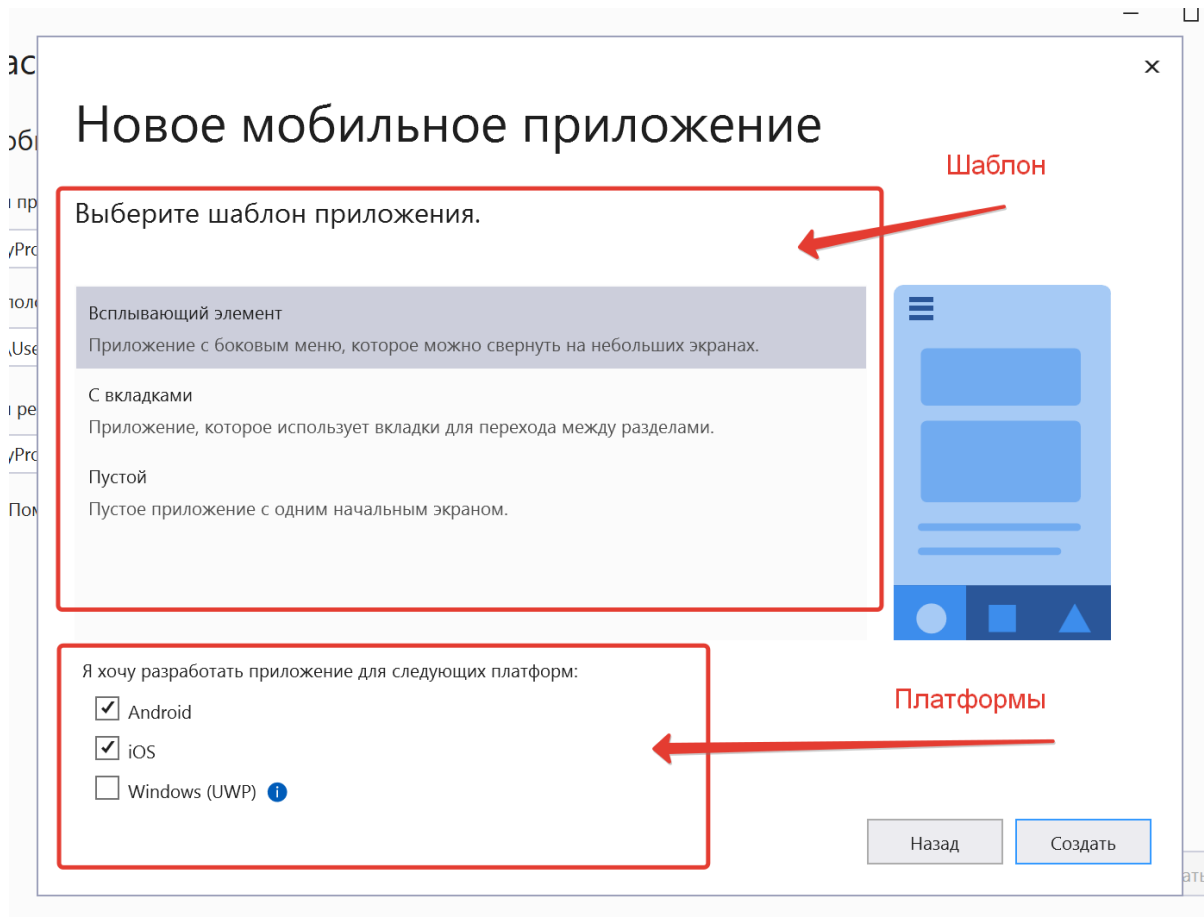 Новое мобильное приложение
Шаблон
Выберите шаблон приложения.
Всплывающий элемент
Приложение с боковым меню, которое можно свернуть на небольших экранах.
С вкладками
Приложение, которое использует вкладки для перехода между разделами.
Пустой
Пустое приложение с одним начальным экраном.
Я хочу разработать приложение для следующих платформ:
Платформы
Android
iOS
Windows (UWP)
Назад
Создать